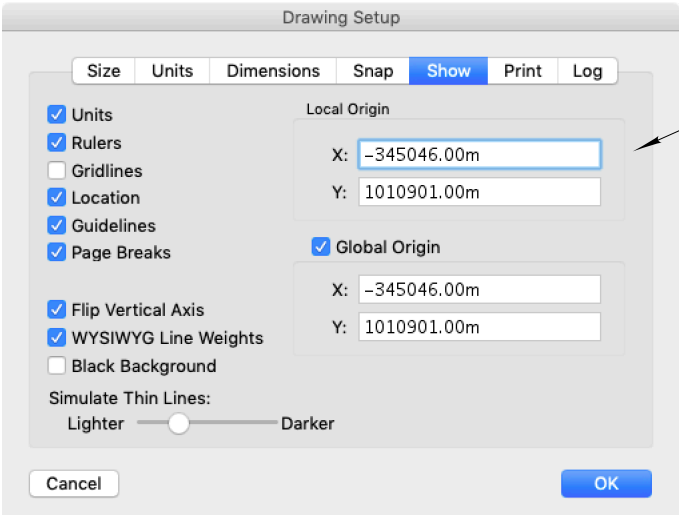 Drawing Setup
Size Units Dimensions Snap Show Print Log
Units
Rulers
Gridlines
Location
Guidelines
Page Breaks
Flip Vertical Axis
WYSIWYG Line Weights
Black Background
Simulate Thin Lines:
Lighter Darker
Local Origin
X: −345046.00m
Y: 1010901.00m
Global Origin
X: −345046.00m
Y: 1010901.00m
Cancel OK